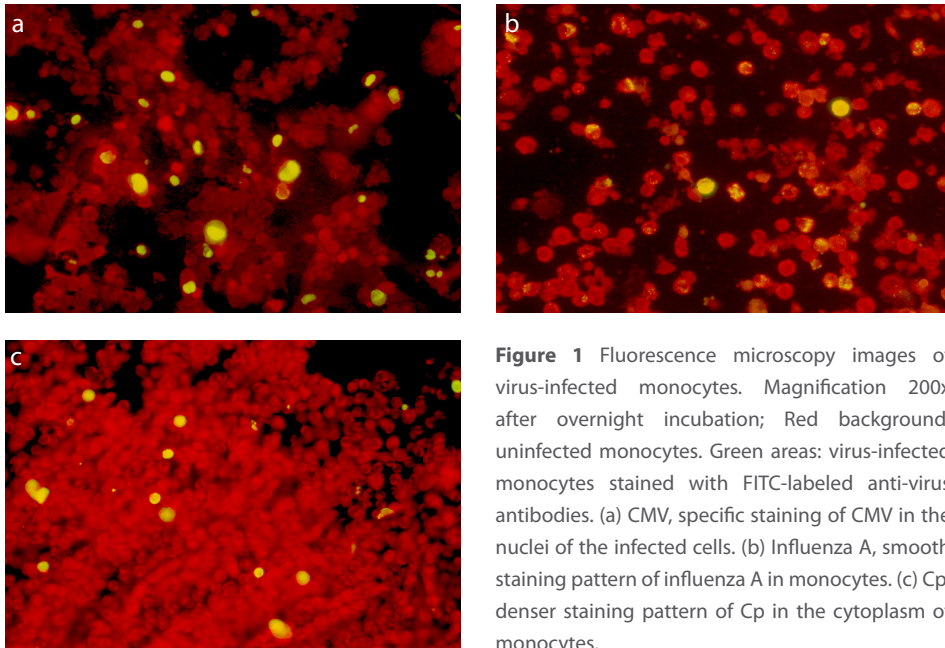 a
b
c
Figure 1 Fluorescence microscopy images of
virus-infected monocytes. Magnification 200x
after overnight incubation; Red background
uninfected monocytes. Green areas: virus-infected
monocytes stained with FITC-labeled anti-virus
antibodies. (a) CMV, specific staining of CMV in the
nuclei of the infected cells. (b) Influenza A, smooth
staining pattern of influenza A in monocytes. (c) Cp
denser staining pattern of Cp in the cytoplasm of
monocytes.